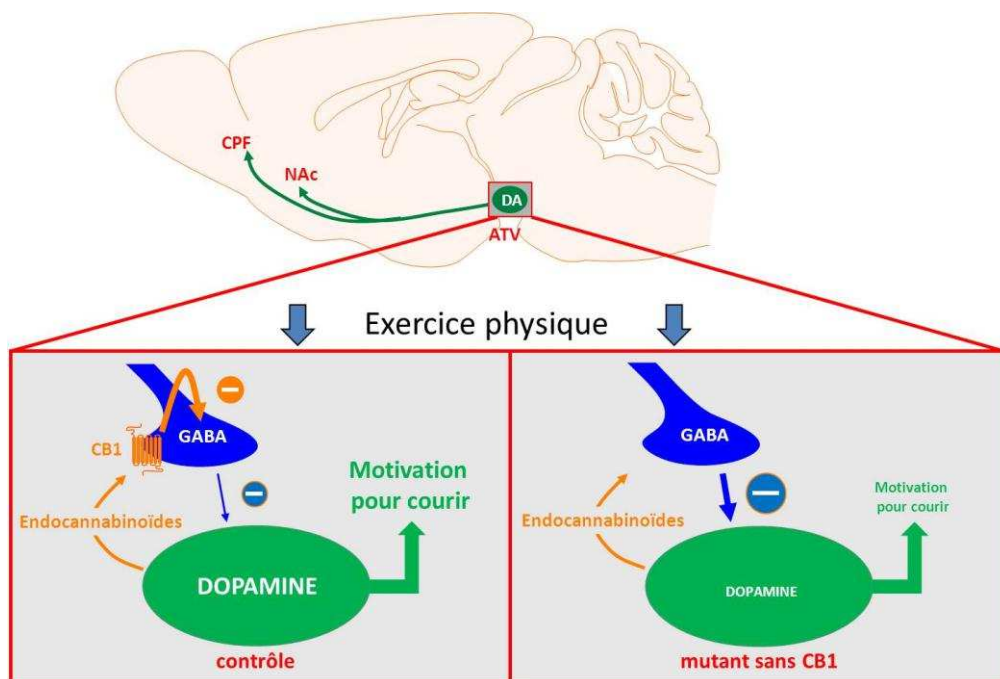 CPF
NAc
DA
ATV
Exercice physique
GABA
CB1
Endocannabinoïdes
Motivation
pour courir
DOPAMINE
contrôle
GABA
Endocannabinoïdes
Motivation
pour courir
DOPAMINE
mutant sans CB1